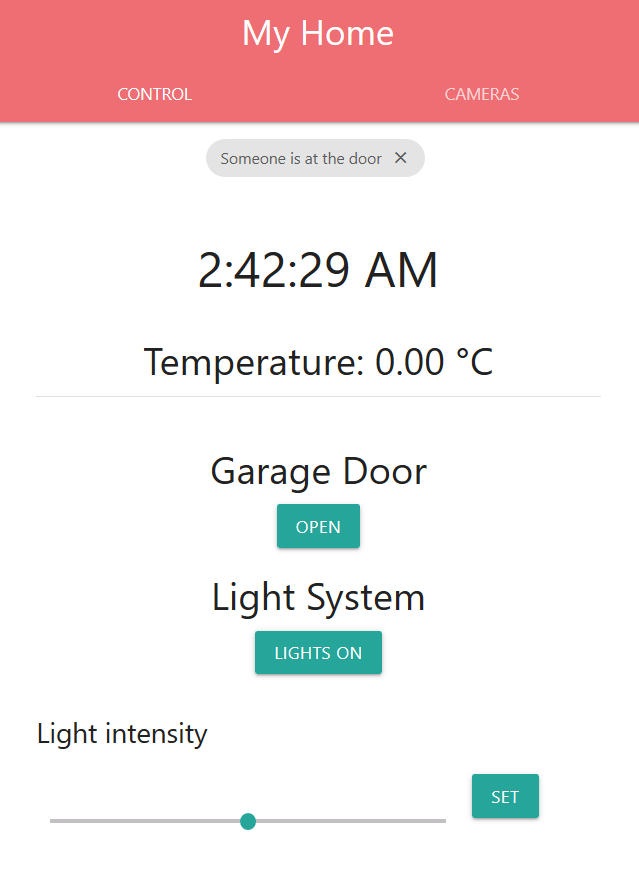 My Home
CONTROL CAMERAS
Someone is at the door
2:42:29 AM
Temperature: 0.00 °C
Garage Door
OPEN
Light System
LIGHTS ON
Light intensity
SET